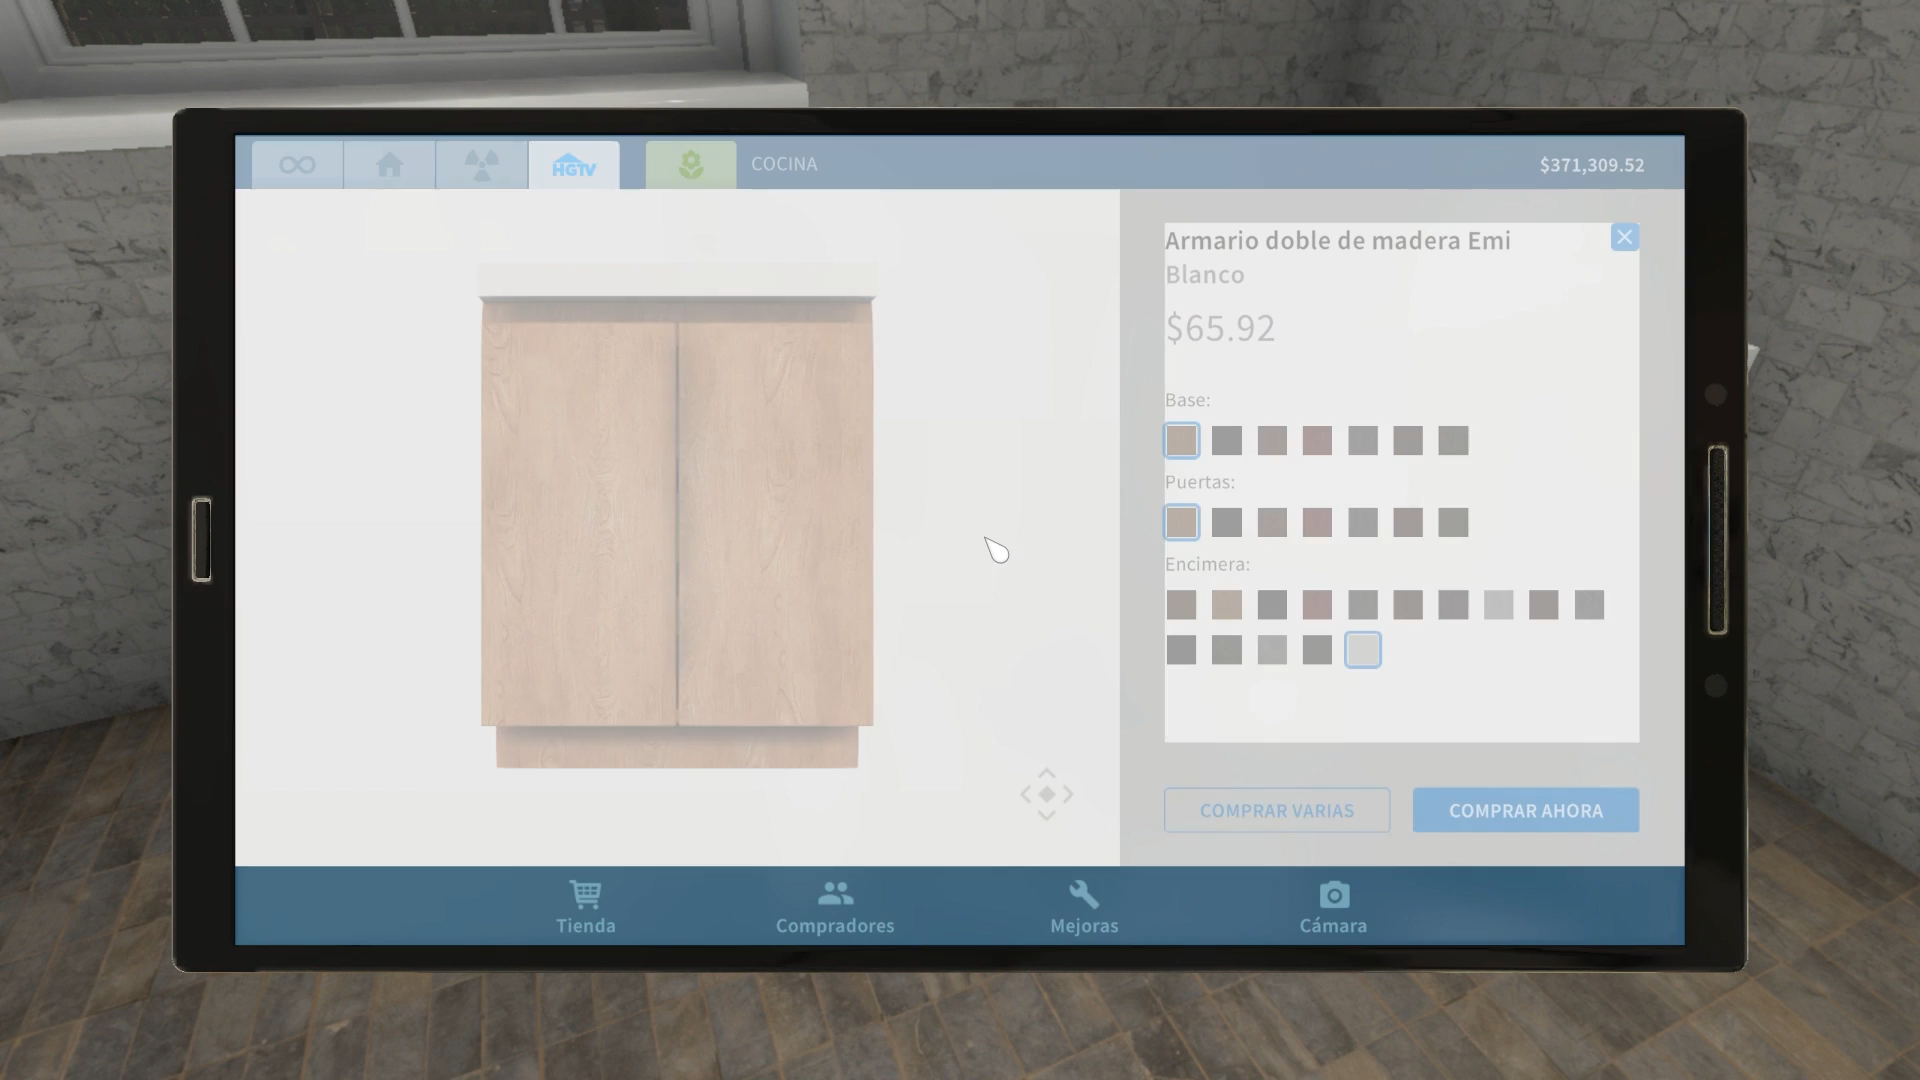 HGTV
COCINA
$371,309.52
Armario doble de madera Emi
Blanco
$65.92
Base:
Puertas:
Encimera:
COMPRAR VARIAS
COMPRAR AHORA
Tienda
Compradores
Mejoras
Cámara